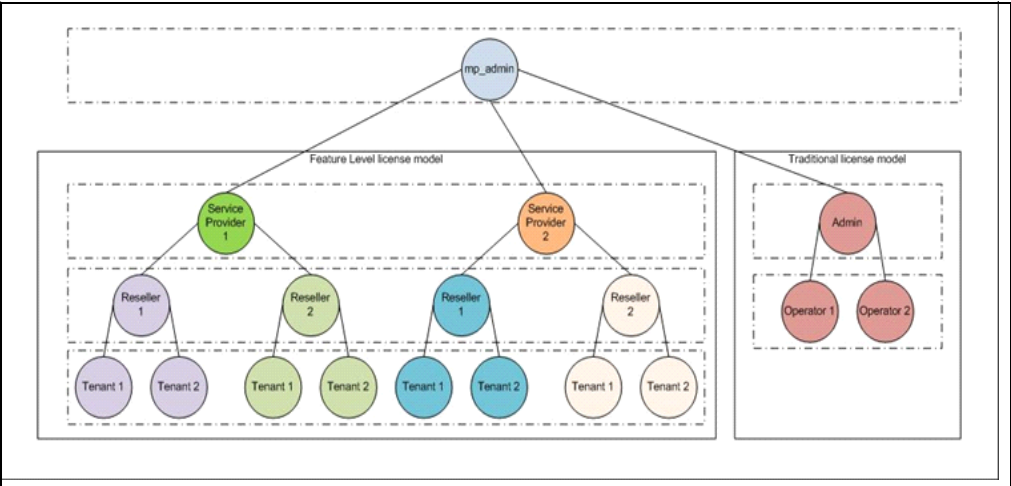 mp_admin
Feature Level license model
Traditional license model
Service
Provider
1
Service
Provider
2
Admin
Reseller
1
Reseller
2
Reseller
1
Reseller
2
Operator 1
Operator 2
Tenant 1
Tenant 2
Tenant 1
Tenant 2
Tenant 1
Tenant 2
Tenant 1
Tenant 2